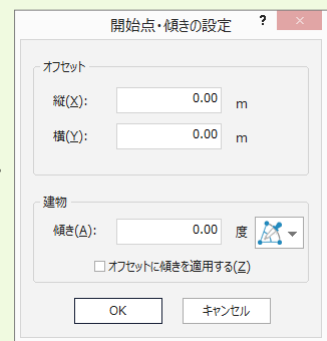 開始点・傾きの設定 ? ×
オフセット
縦(X): 0.00 m
横(Y): 0.00 m
建物
傾き(A): 0.00 度
オフセットに傾きを適用する(Z)
OK キャンセル